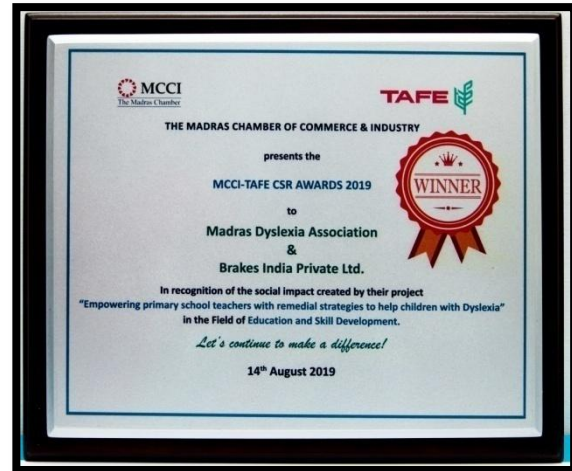 MCCI
The Madras Chamber
TAFE
THE MADRAS CHAMBER OF COMMERCE & INDUSTRY
presents the
MCCI-TAFE CSR AWARDS 2019
WINNER
to
Madras Dyslexia Association
&
Brakes India Private Ltd.
In recognition of the social impact created by their project
"Empowering primary school teachers with remedial strategies to help children with Dyslexia"
in the Field of Education and Skill Development.
Let's continue to make a difference!
14th August 2019